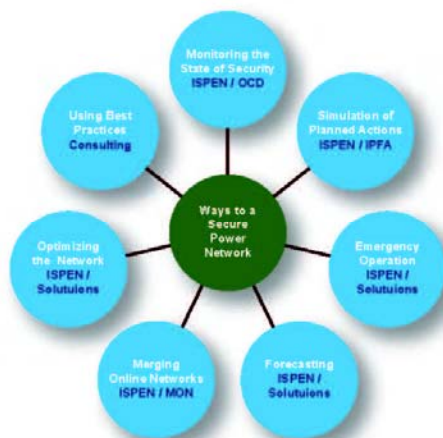 Monitoring the
State of Security
ISPEN / OCD
Simulation of
Planned Actions
ISPEN / IPFA
Using Best
Practices
Consulting
Ways to a
Secure
Power
Network
Optimizing
the Network
ISPEN /
Solutuions
Emergency
Operation
ISPEN /
Solutuions
Merging
Online Networks
ISPEN / MON
Forecasting
ISPEN /
Solutuions